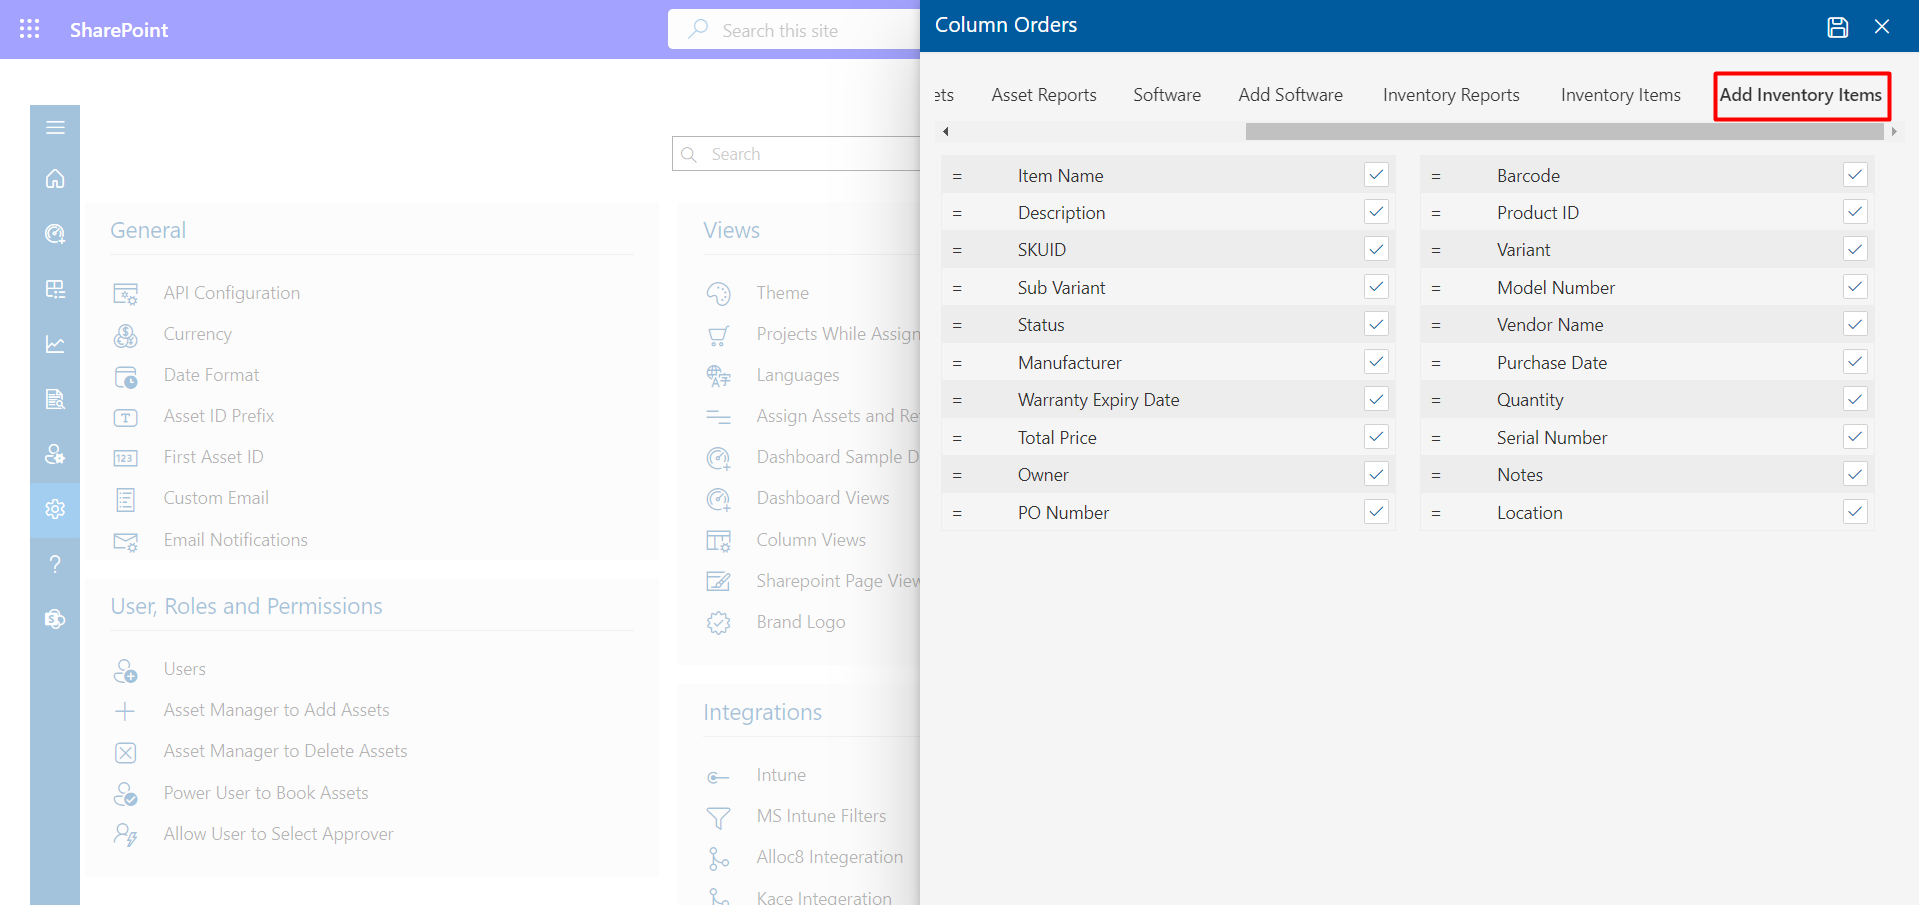 SharePoint
Search this site
Search
General
API Configuration
Currency
Date Format
Asset ID Prefix
First Asset ID
Custom Email
Email Notifications
User, Roles and Permissions
Users
Asset Manager to Add Assets
Asset Manager to Delete Assets
Power User to Book Assets
Allow User to Select Approver
Views
Theme
Projects While Assign
Languages
Assign Assets and Re
Dashboard Sample D
Dashboard Views
Column Views
Sharepoint Page View
Brand Logo
Integrations
Intune
MS Intune Filters
Alloc8 Integeration
Kace Integeration
Column Orders
ets Asset Reports Software Add Software Inventory Reports Inventory Items Add Inventory Items
= Item Name = Barcode
= Description = Product ID
= SKUID = Variant
= Sub Variant = Model Number
= Status = Vendor Name
= Manufacturer = Purchase Date
= Warranty Expiry Date = Quantity
= Total Price = Serial Number
= Owner = Notes
= PO Number = Location